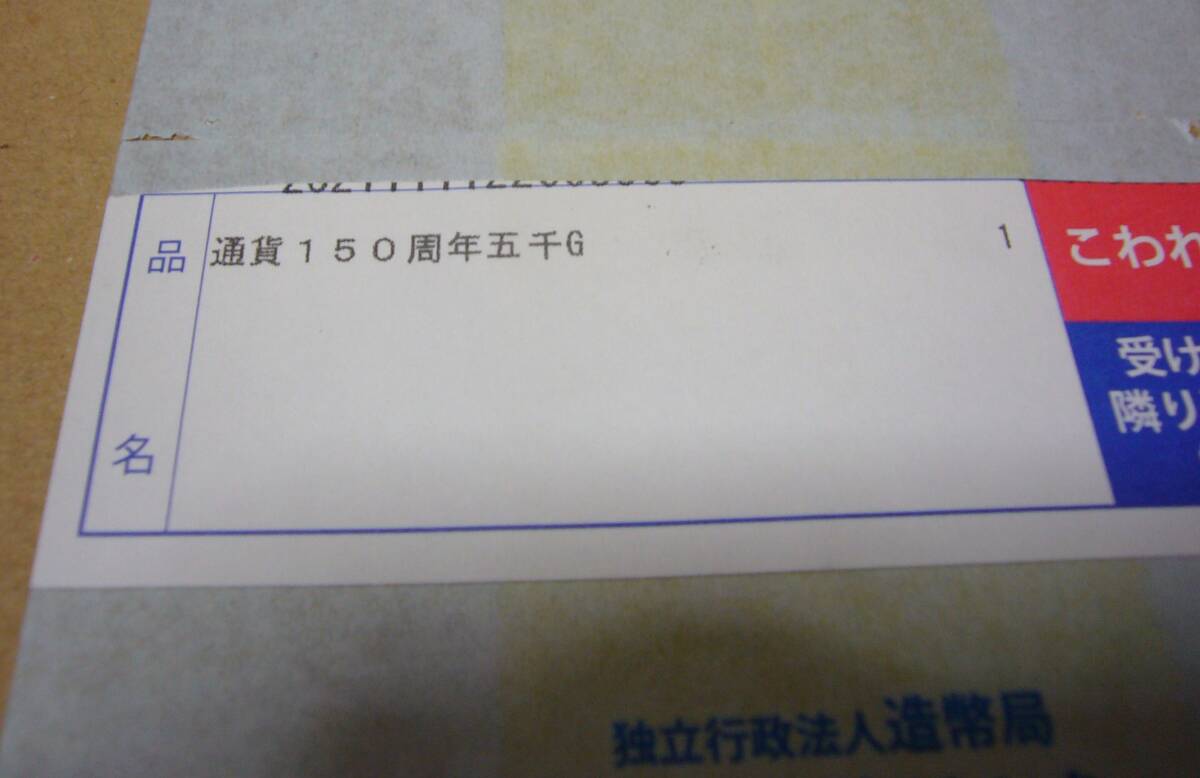 品名
通貨１５０周年五千G 1
こわれ
受け
隣り
独立行政法人造幣局